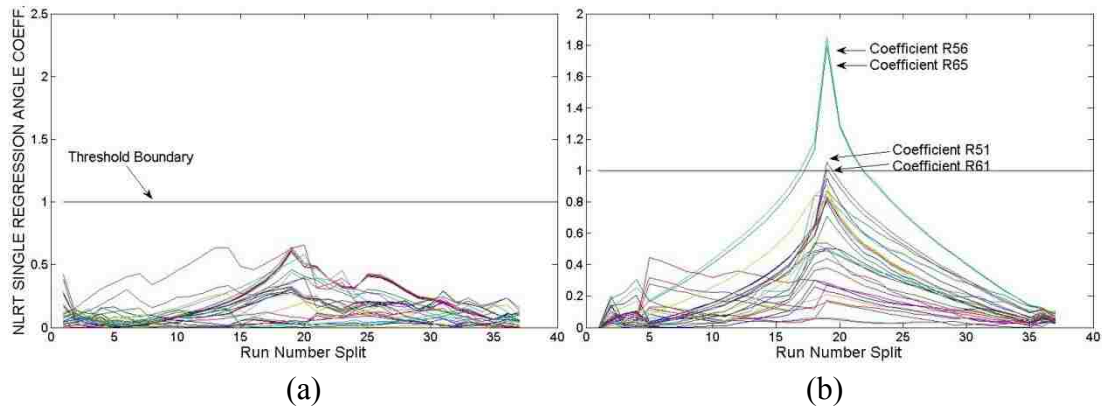 NLRT SINGLE REGRESSION ANGLE COEFF.
2.5
2
1.5
1
0.5
0
Threshold Boundary
0 5 10 15 20 25 30 35 40
Run Number Split
(a)
2
1.8
1.6
1.4
1.2
1
0.8
0.6
0.4
0.2
0
Coefficient R56
Coefficient R65
Coefficient R51
Coefficient R61
0 5 10 15 20 25 30 35 40
Run Number Split
(b)